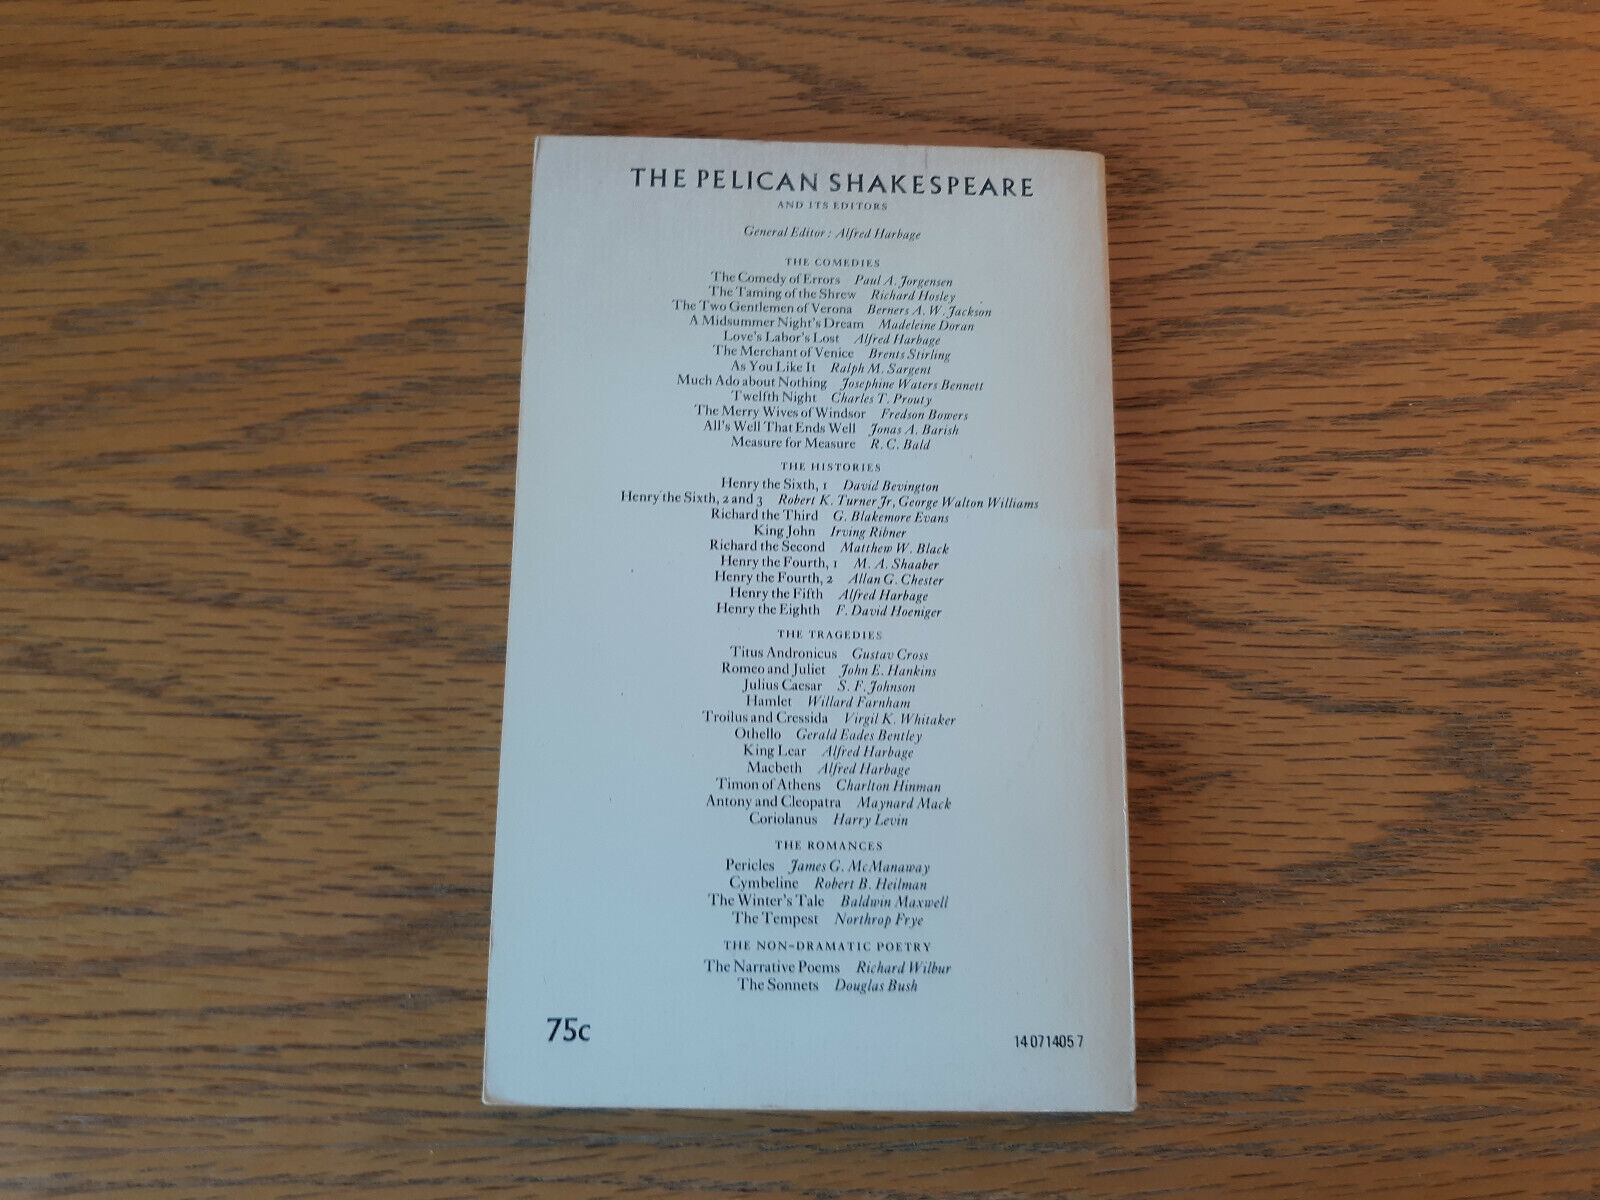 THE PELICAN SHAKESPEARE
AND ITS EDITORS
General Editor: Alfred Harbage
THE COMEDIES
The Comedy of Errors Paul A. Jorgensen
The Taming of the Shrew Richard Hosley
The Two Gentlemen of Verona Berners A. W. Jackson
A Midsummer Night's Dream Madeleine Doran
Love's Labor's Lost Alfred Harbage
The Merchant of Venice Brents Stirling
As You Like It Ralph M. Sargent
Much Ado about Nothing Josephine Waters Bennett
Twelfth Night Charles T. Prouty
The Merry Wives of Windsor Fredson Bowers
All's Well That Ends Well Jonas A. Barish
Measure for Measure R. C. Bald
THE HISTORIES
Henry the Sixth, 1 David Bevington
Henry the Sixth, 2 and 3 Robert K. Turner Jr, George Walton Williams
Richard the Third G. Blakemore Evans
King John Irving Ribner
Richard the Second Matthew W. Black
Henry the Fourth, 1 M. A. Shaaber
Henry the Fourth, 2 Allan G. Chester
Henry the Fifth Alfred Harbage
Henry the Eighth F. David Hoeniger
THE TRAGEDIES
Titus Andronicus Gustav Cross
Romeo and Juliet John E. Hankins
Julius Caesar S. F. Johnson
Hamlet Willard Farnham
Troilus and Cressida Virgil K. Whitaker
Othello Gerald Eades Bentley
King Lear Alfred Harbage
Macbeth Alfred Harbage
Timon of Athens Charlton Hinman
Antony and Cleopatra Maynard Mack
Coriolanus Harry Levin
THE ROMANCES
Pericles James G. McManaway
Cymbeline Robert B. Heilman
The Winter's Tale Baldwin Maxwell
The Tempest Northrop Frye
THE NON-DRAMATIC POETRY
The Narrative Poems Richard Wilbur
The Sonnets Douglas Bush
75c
14 071405 7